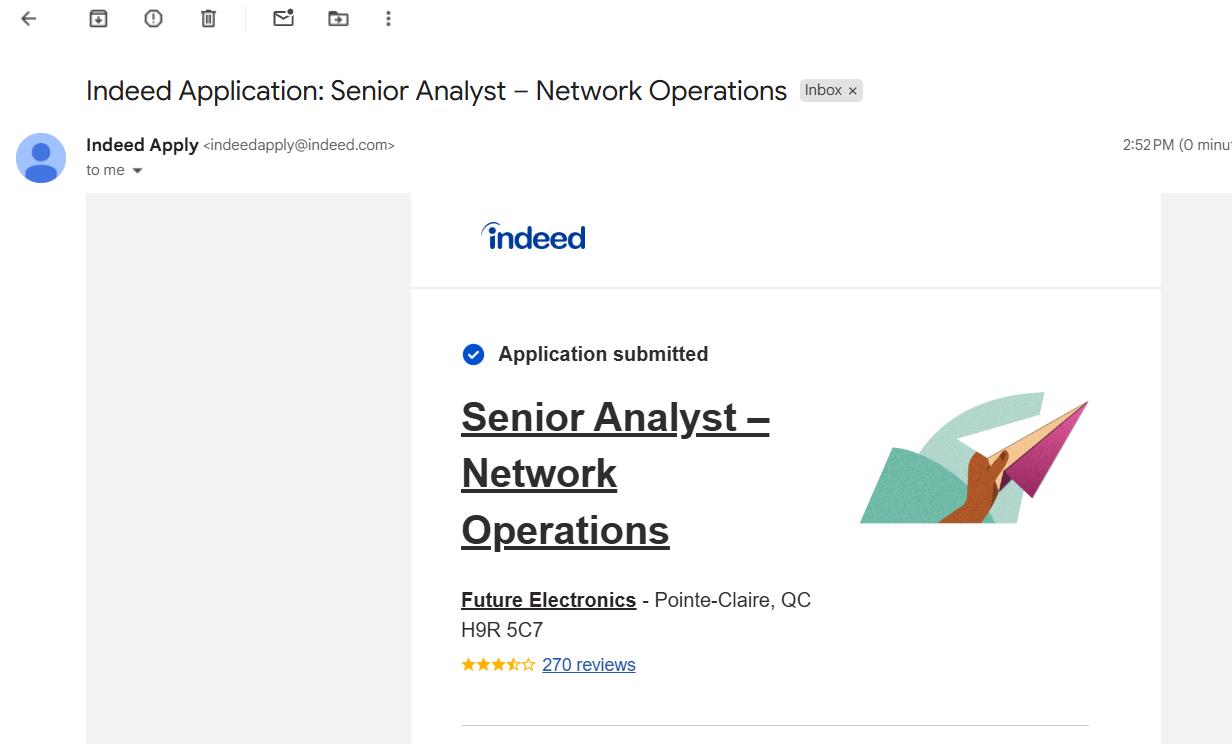 Indeed Application: Senior Analyst – Network Operations Inbox ×
Indeed Apply <indeedapply@indeed.com> 2:52 PM (0
to me
indeed
Application submitted
Senior Analyst –
Network
Operations
Future Electronics - Pointe-Claire, QC
H9R 5C7
270 reviews